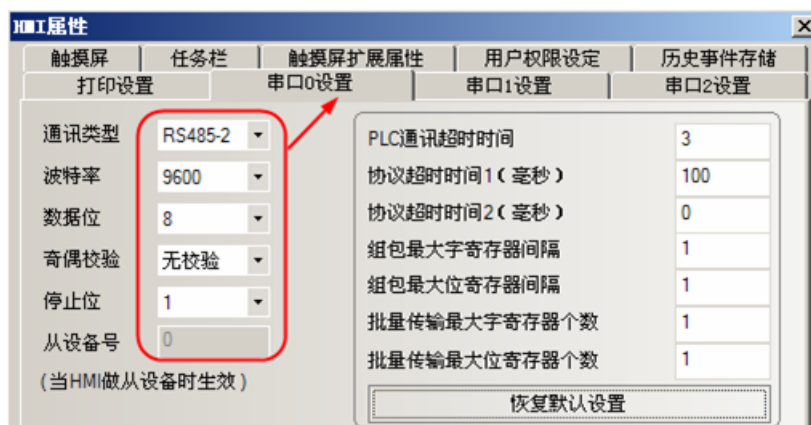 HMI属性
触摸屏 任务栏 触摸屏扩展属性 用户权限设定 历史事件存储
打印设置 串口0设置 串口1设置 串口2设置
通讯类型 RS485-2
波特率 9600
数据位 8
奇偶校验 无校验
停止位 1
从设备号 0
(当HMI做从设备时生效)
PLC通讯超时时间 3
协议超时时间1(毫秒) 100
协议超时时间2(毫秒) 0
组包最大字寄存器间隔 1
组包最大位寄存器间隔 1
批量传输最大字寄存器个数 1
批量传输最大位寄存器个数 1
恢复默认设置